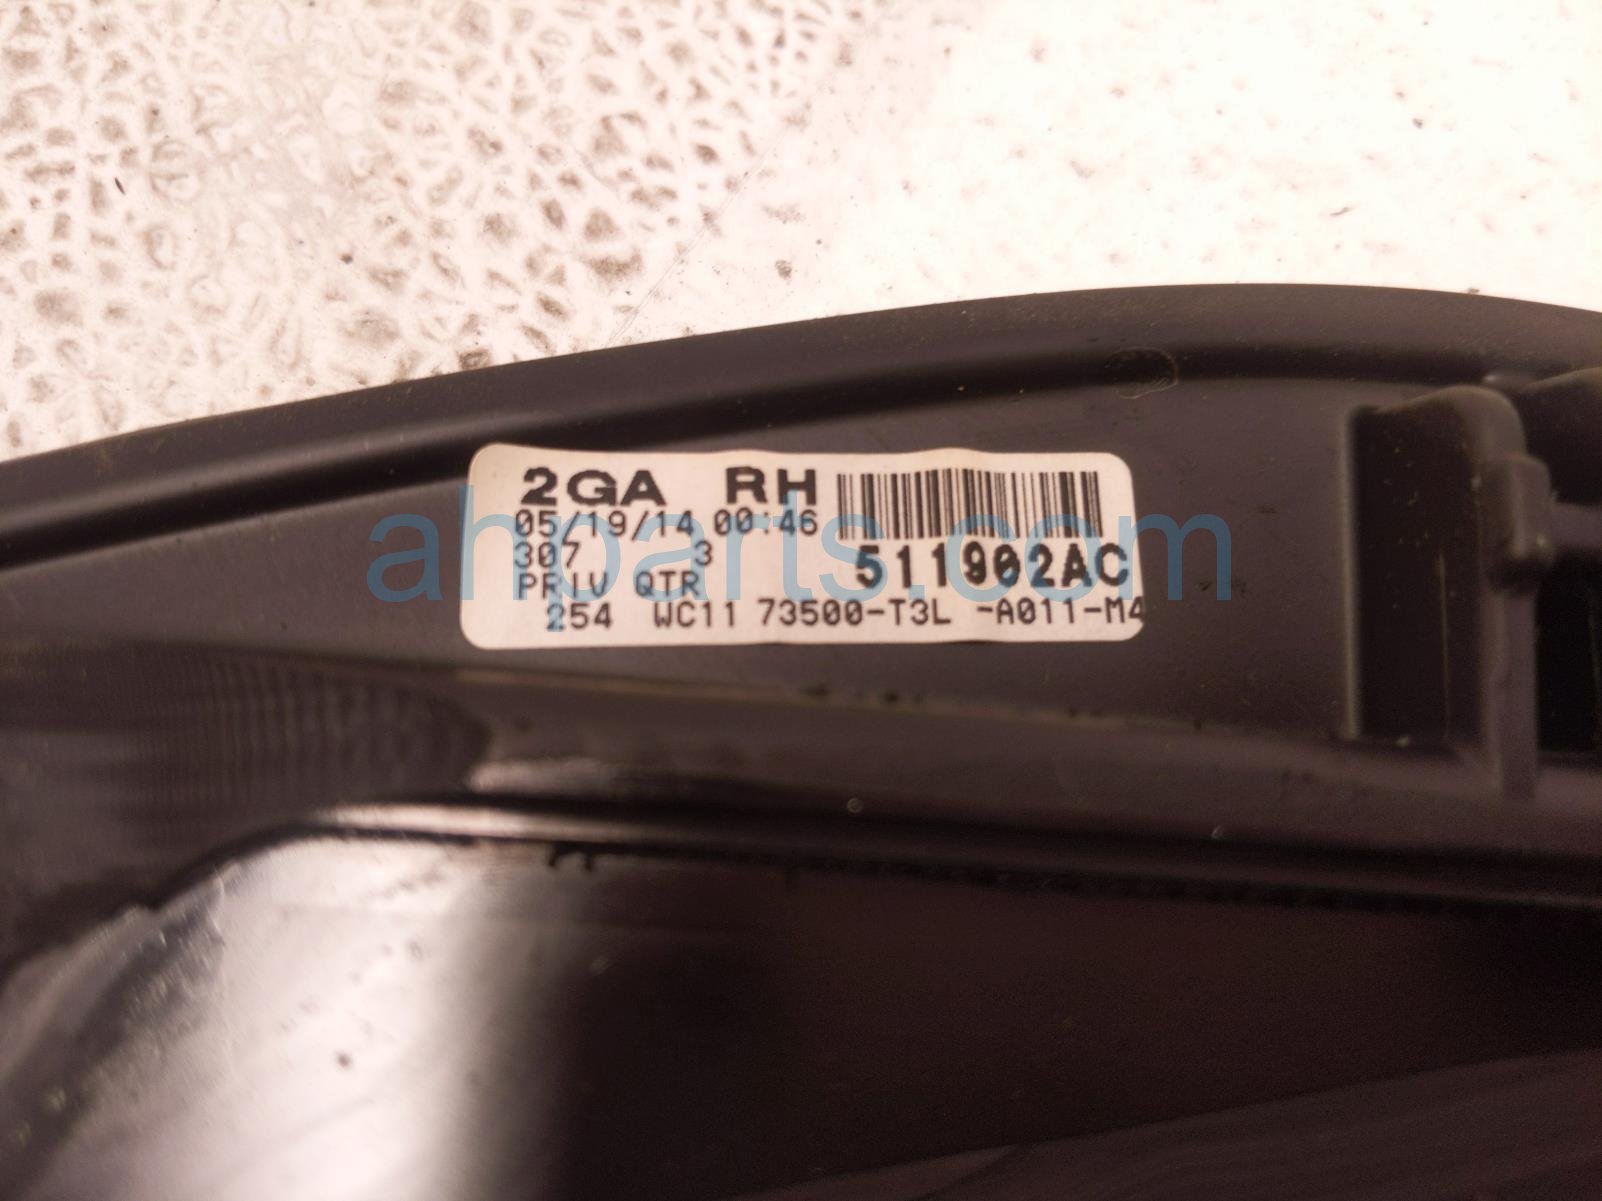 2GA RH
05/19/14 00:46
307 3
511902AC
PRIV QTR
254 WC11 73500-T3L -A011-M4
ahparts.com